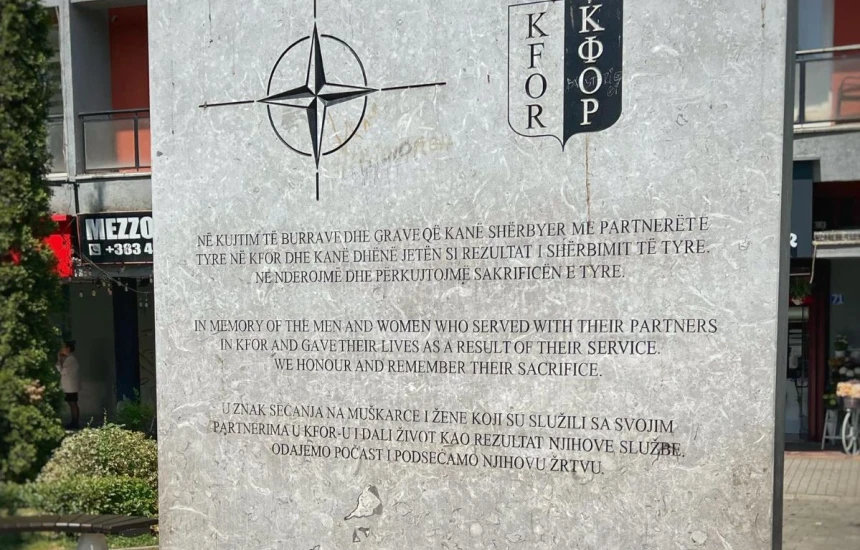 KFOR
КФОР
MEZZO
+383 4
NË KUJTIM TË BURRAVE DHE GRAVE QË KANË SHËRBYER ME PARTNERËT E
TYRE NË KFOR DHE KANË DHËNË JETËN SI REZULTAT I SHËRBIMIT TË TYRE.
NE NDEROJMË DHE PËRKUJTOJMË SAKRIFICËN E TYRE.
IN MEMORY OF THE MEN AND WOMEN WHO SERVED WITH THEIR PARTNERS
IN KFOR AND GAVE THEIR LIVES AS A RESULT OF THEIR SERVICE.
WE HONOUR AND REMEMBER THEIR SACRIFICE.
U ZNAK SEĆANJA NA MUŠKARCE I ŽENE KOJI SU SLUŽILI SA SVOJIM
PARTNERIMA U KFOR-U I DALI ŽIVOT KAO REZULTAT NJIHOVE SLUŽBE.
ODAJEMO POČAST I PODSEĆAMO NJIHOVU ŽRTVU.
2
71